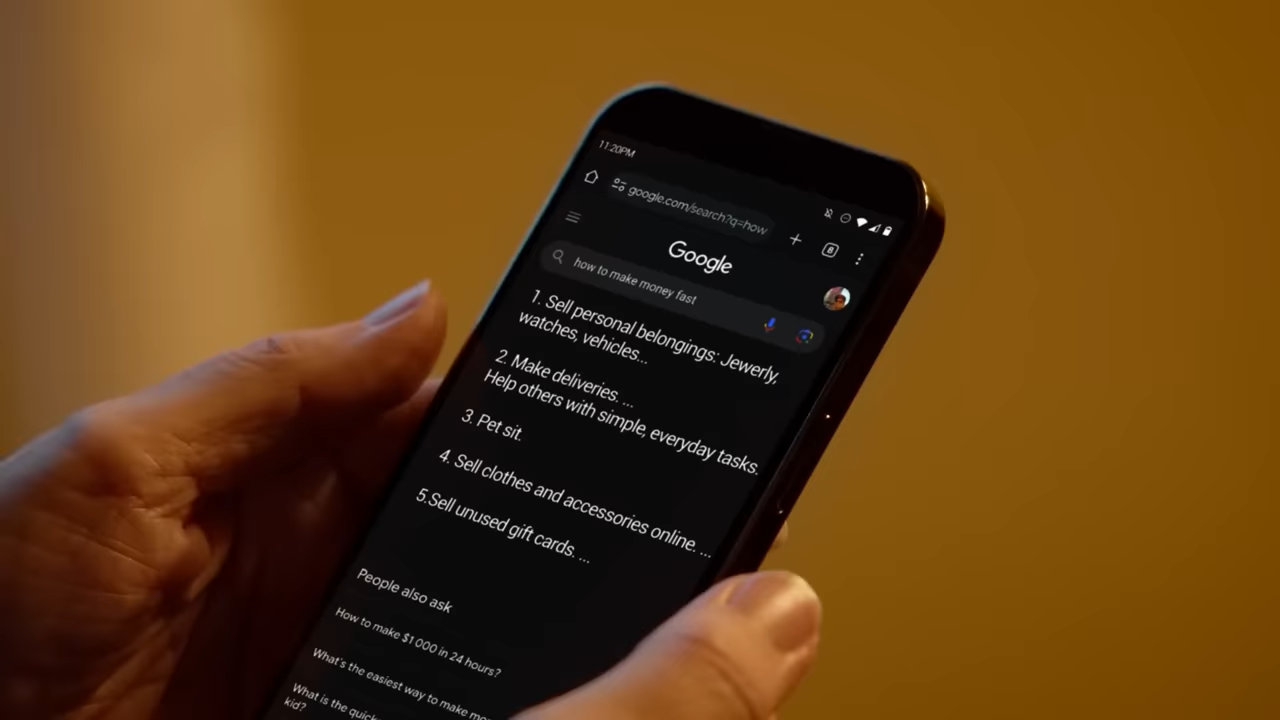 11:20PM
google.com/search?q=how
8
Google
how to make money fast
1. Sell personal belongings: Jewerly,
watches, vehicles...
2. Make deliveries. ...
Help others with simple, everyday tasks.
3. Pet sit.
4. Sell clothes and accessories online. ...
5.Sell unused gift cards. ...
People also ask
How to make $1 000 in 24 hours?
What's the easiest way to make
What is the
kid?